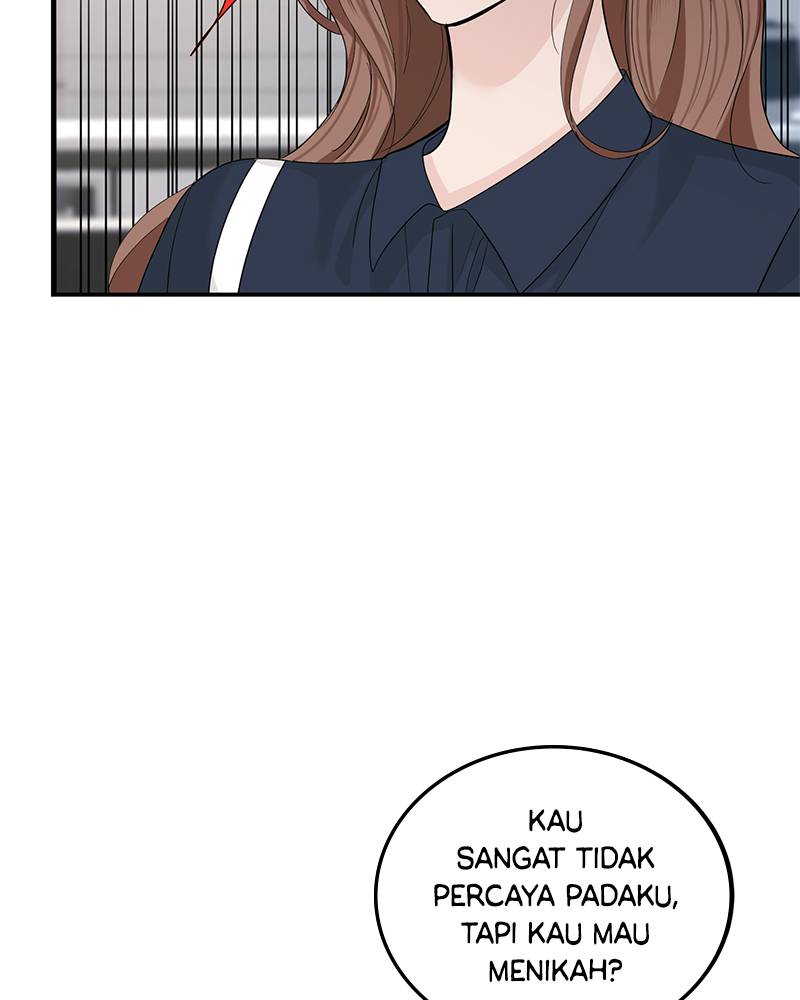 KAU
SANGAT TIDAK
PERCAYA PADAKU,
TAPI KAU MAU
MENIKAH?